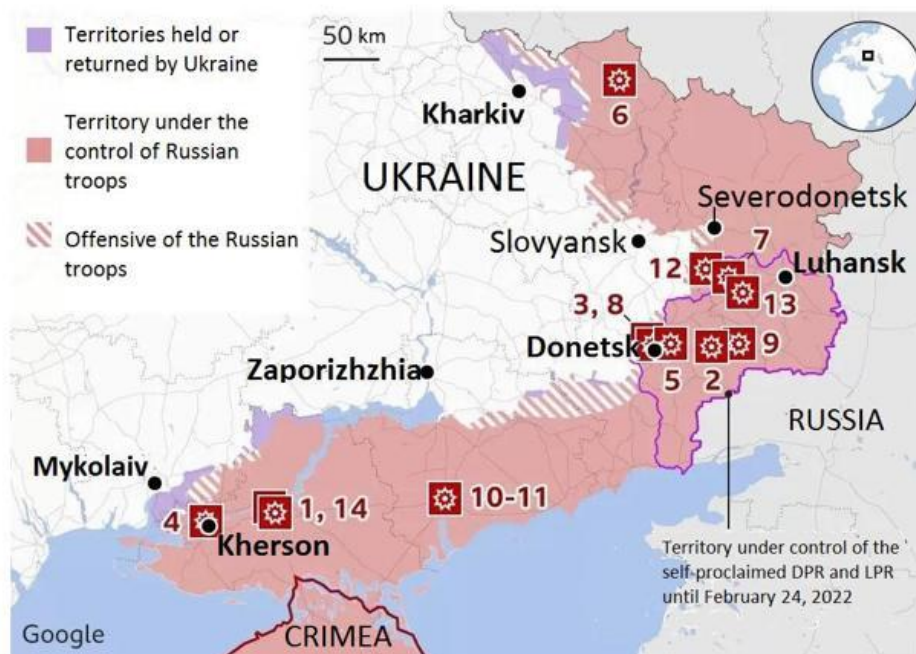 Territories held or
returned by Ukraine
Territory under the
control of Russian
troops
Offensive of the Russian
troops
50 km
Kharkiv
6
UKRAINE
Severodonetsk
Slovyansk
7
12
Luhansk
13
3, 8
Donetsk
9
5
2
Zaporizhzhia
RUSSIA
Mykolaiv
4
1, 14
10-11
Kherson
Territory under control of the
self-proclaimed DPR and LPR
until February 24, 2022
Google
CRIMEA